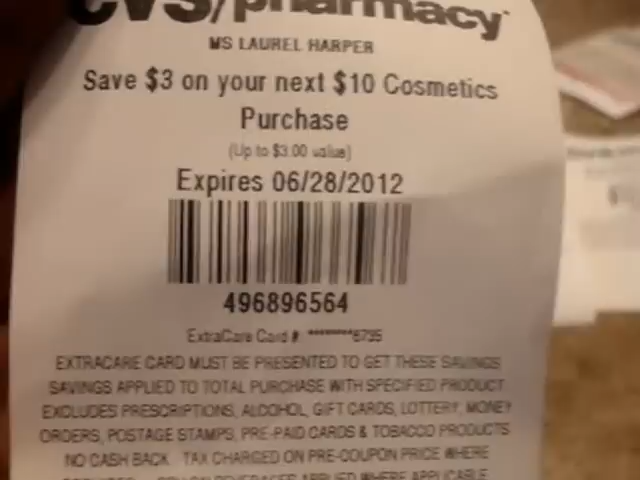 CVS/pharmacy
MS LAUREL HARPER
Save $3 on your next $10 Cosmetics
Purchase
(Up to $3.00 value)
Expires 06/28/2012
496896564
ExtraCare Card #: ********6795
EXTRACARE CARD MUST BE PRESENTED TO GET THESE SAVINGS
SAVINGS APPLIED TO TOTAL PURCHASE WITH SPECIFIED PRODUCT
EXCLUDES PRESCRIPTIONS, ALCOHOL, GIFT CARDS, LOTTERY, MONEY
ORDERS, POSTAGE STAMPS, PRE-PAID CARDS & TOBACCO PRODUCTS
NO CASH BACK TAX CHARGED ON PRE-COUPON PRICE WHERE
APPLIED WHERE APPLICABLE